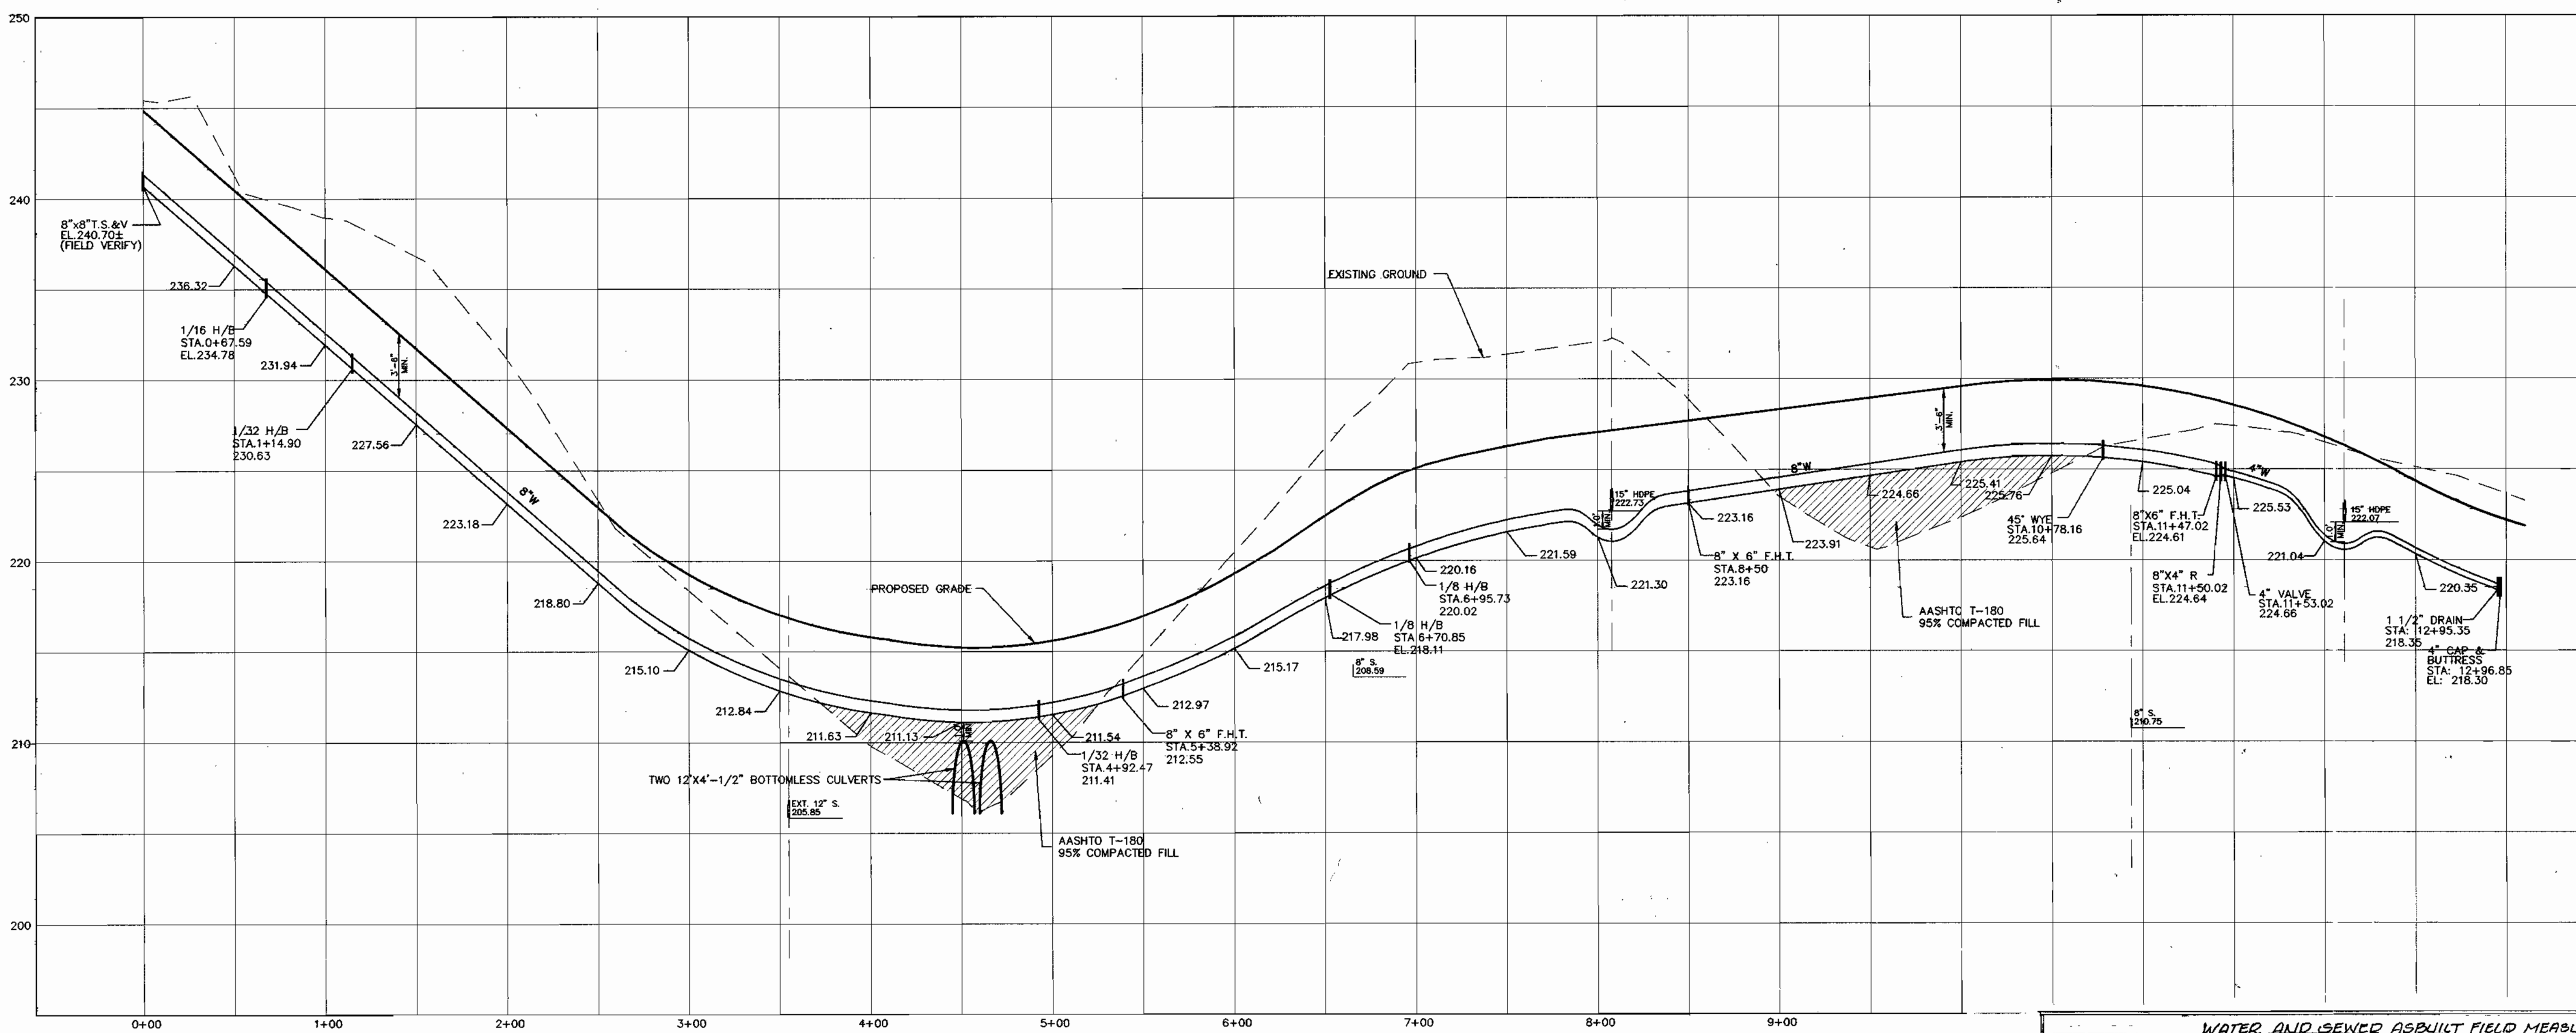 250
240
230
220
210
200
8"x8"T.S.&V
EL.240.70±
(FIELD VERIFY)
236.32
1/16 H/B
STA.0+67.59
EL.234.78
231.94
1/32 H/B
STA.1+14.90
230.63
3'-6"
MIN.
227.56
8"W
223.18
218.80
215.10
212.84
211.63
211.13
MIN
211.54
TWO 12'X4'-1/2" BOTTOMLESS CULVERTS
EXT. 12" S.
205.85
PROPOSED GRADE
AASHTO T-180
95% COMPACTED FILL
1/32 H/B
STA.4+92.47
211.41
8" X 6" F.H.T.
STA.5+38.92
212.55
212.97
215.17
EXISTING GROUND
217.98
8" S.
208.59
1/8 H/B
STA.6+70.85
EL.218.11
1/8 H/B
STA.6+95.73
220.02
220.16
221.59
15" HDPE
222.73
1.0'
MIN
221.30
8" X 6" F.H.T.
STA.8+50
223.16
223.16
8"W
223.91
224.66
3'-6"
MIN.
225.41
225.76
AASHTO T-180
95% COMPACTED FILL
45° WYE
STA.10+78.16
225.64
225.04
8"X6" F.H.T.
STA.11+47.02
EL.224.61
8"X4" R
STA.11+50.02
EL.224.64
4"W
225.53
4" VALVE
STA.11+53.02
224.66
8" S.
210.75
221.04
1.0'
MIN
15" HDPE
222.07
220.35
1 1/2" DRAIN
STA: 12+95.35
218.35
4" CAP &
BUTTRESS
STA: 12+96.85
EL: 218.30
0+00
1+00
2+00
3+00
4+00
5+00
6+00
7+00
8+00
9+00
WATER AND SEWER ASBUILT FIELD